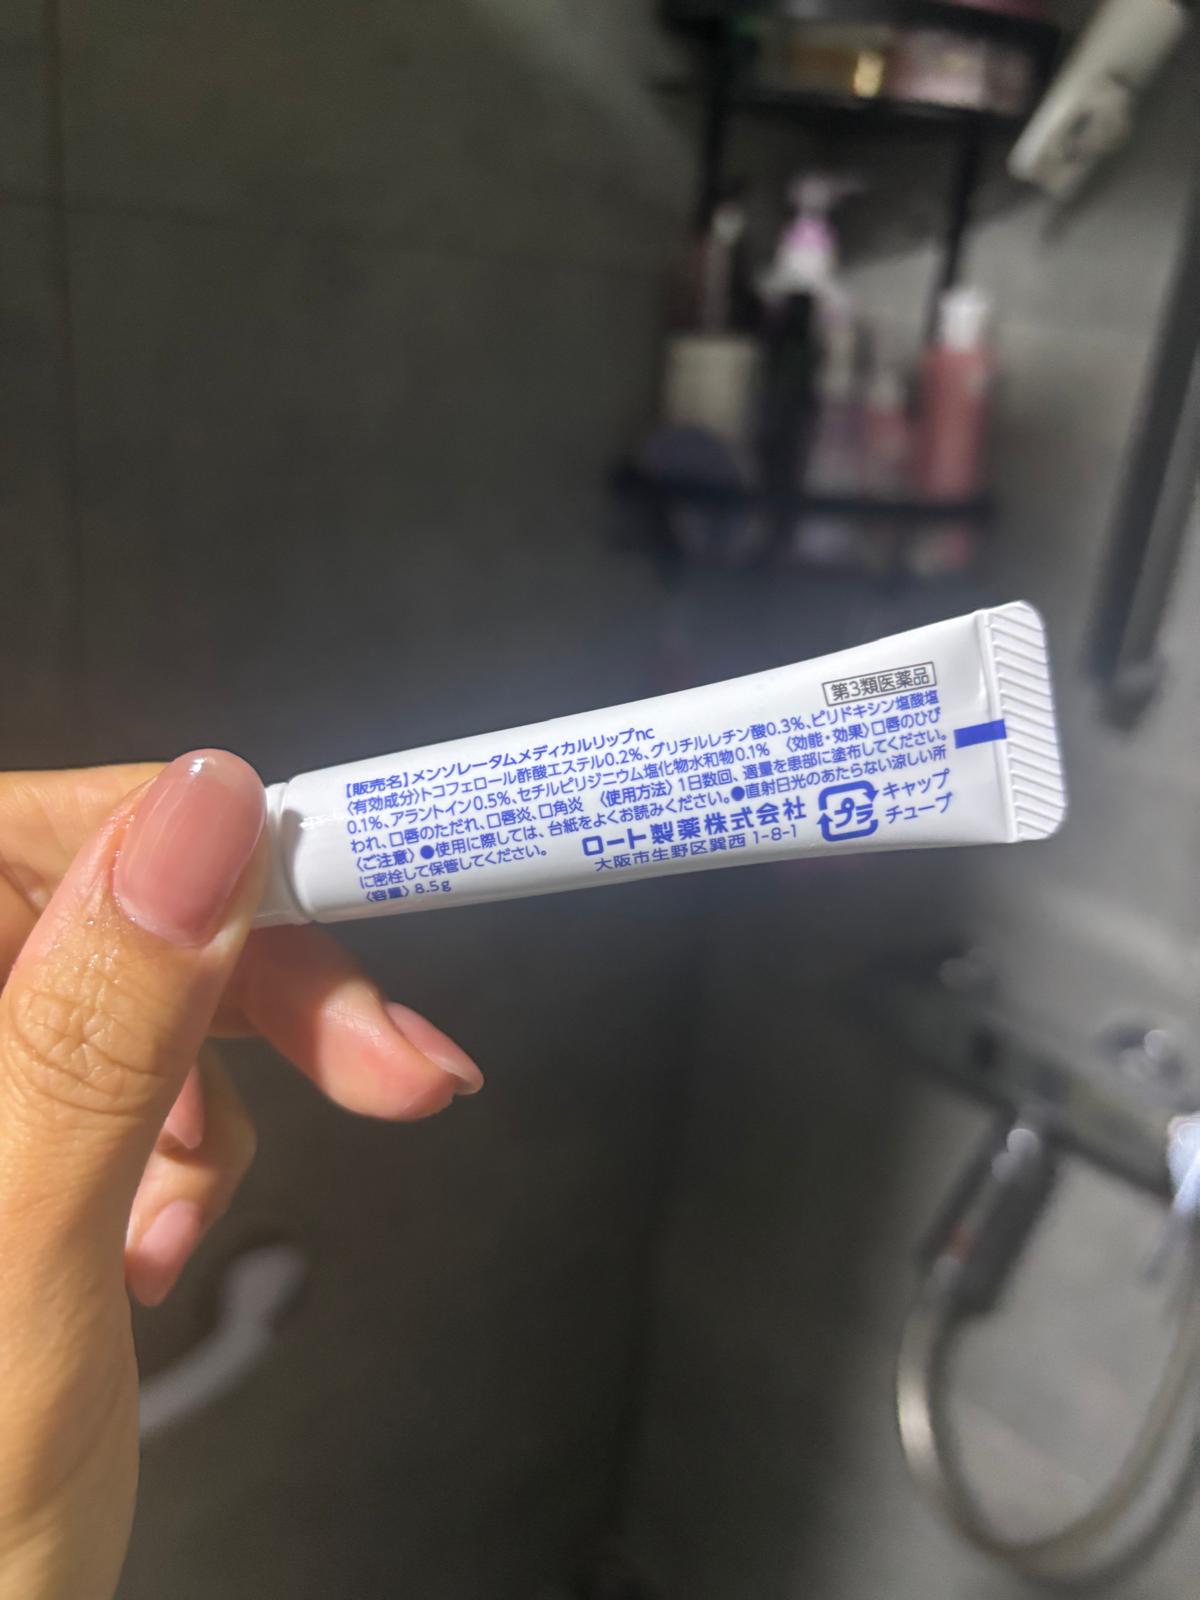 第3類医薬品
【販売名】メンソレータムメディカルリップnc
〈有効成分〉トコフェロール酢酸エステル0.2%、グリチルレチン酸0.3%、ピリドキシン塩酸塩
0.1%、アラントイン0.5%、セチルピリジニウム塩化物水和物0.1% 〈効能・効果〉口唇のひび
われ、口唇のただれ、口唇炎、口角炎 〈使用方法〉1日数回、適量を患部に塗布してください。
〈ご注意〉●使用に際しては、台紙をよくお読みください。●直射日光のあたらない涼しい所
に密栓して保管してください。
〈容量〉8.5g
ロート製薬株式会社
大阪市生野区巽西1-8-1
プラ
キャップ
チューブ